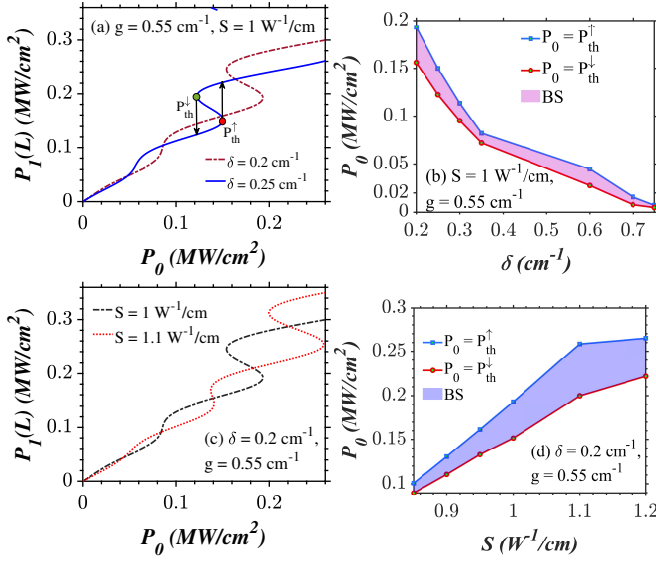 (a) g = 0.55 cm⁻¹, S = 1 W⁻¹/cm
P₁(L) (MW/cm²)
0.3
0.2
0.1
0
P↓th
P↑th
δ = 0.2 cm⁻¹
δ = 0.25 cm⁻¹
0
0.1
0.2
P₀ (MW/cm²)
P₀ (MW/cm²)
0.2
0.15
0.1
0.05
0.02
0
P₀ = P↑th
P₀ = P↓th
BS
(b) S = 1 W⁻¹/cm,
g = 0.55 cm⁻¹
0.2
0.3
0.4
0.5
0.6
0.7
δ (cm⁻¹)
P₁(L) (MW/cm²)
0.3
0.2
0.1
0
S = 1 W⁻¹/cm
S = 1.1 W⁻¹/cm
(c) δ = 0.2 cm⁻¹,
g = 0.55 cm⁻¹
0
0.1
0.2
P₀ (MW/cm²)
P₀ (MW/cm²)
0.3
0.25
0.2
0.15
0.1
P₀ = P↑th
P₀ = P↓th
BS
(d) δ = 0.2 cm⁻¹,
g = 0.55 cm⁻¹
0.9
1
1.1
1.2
S (W⁻¹/cm)